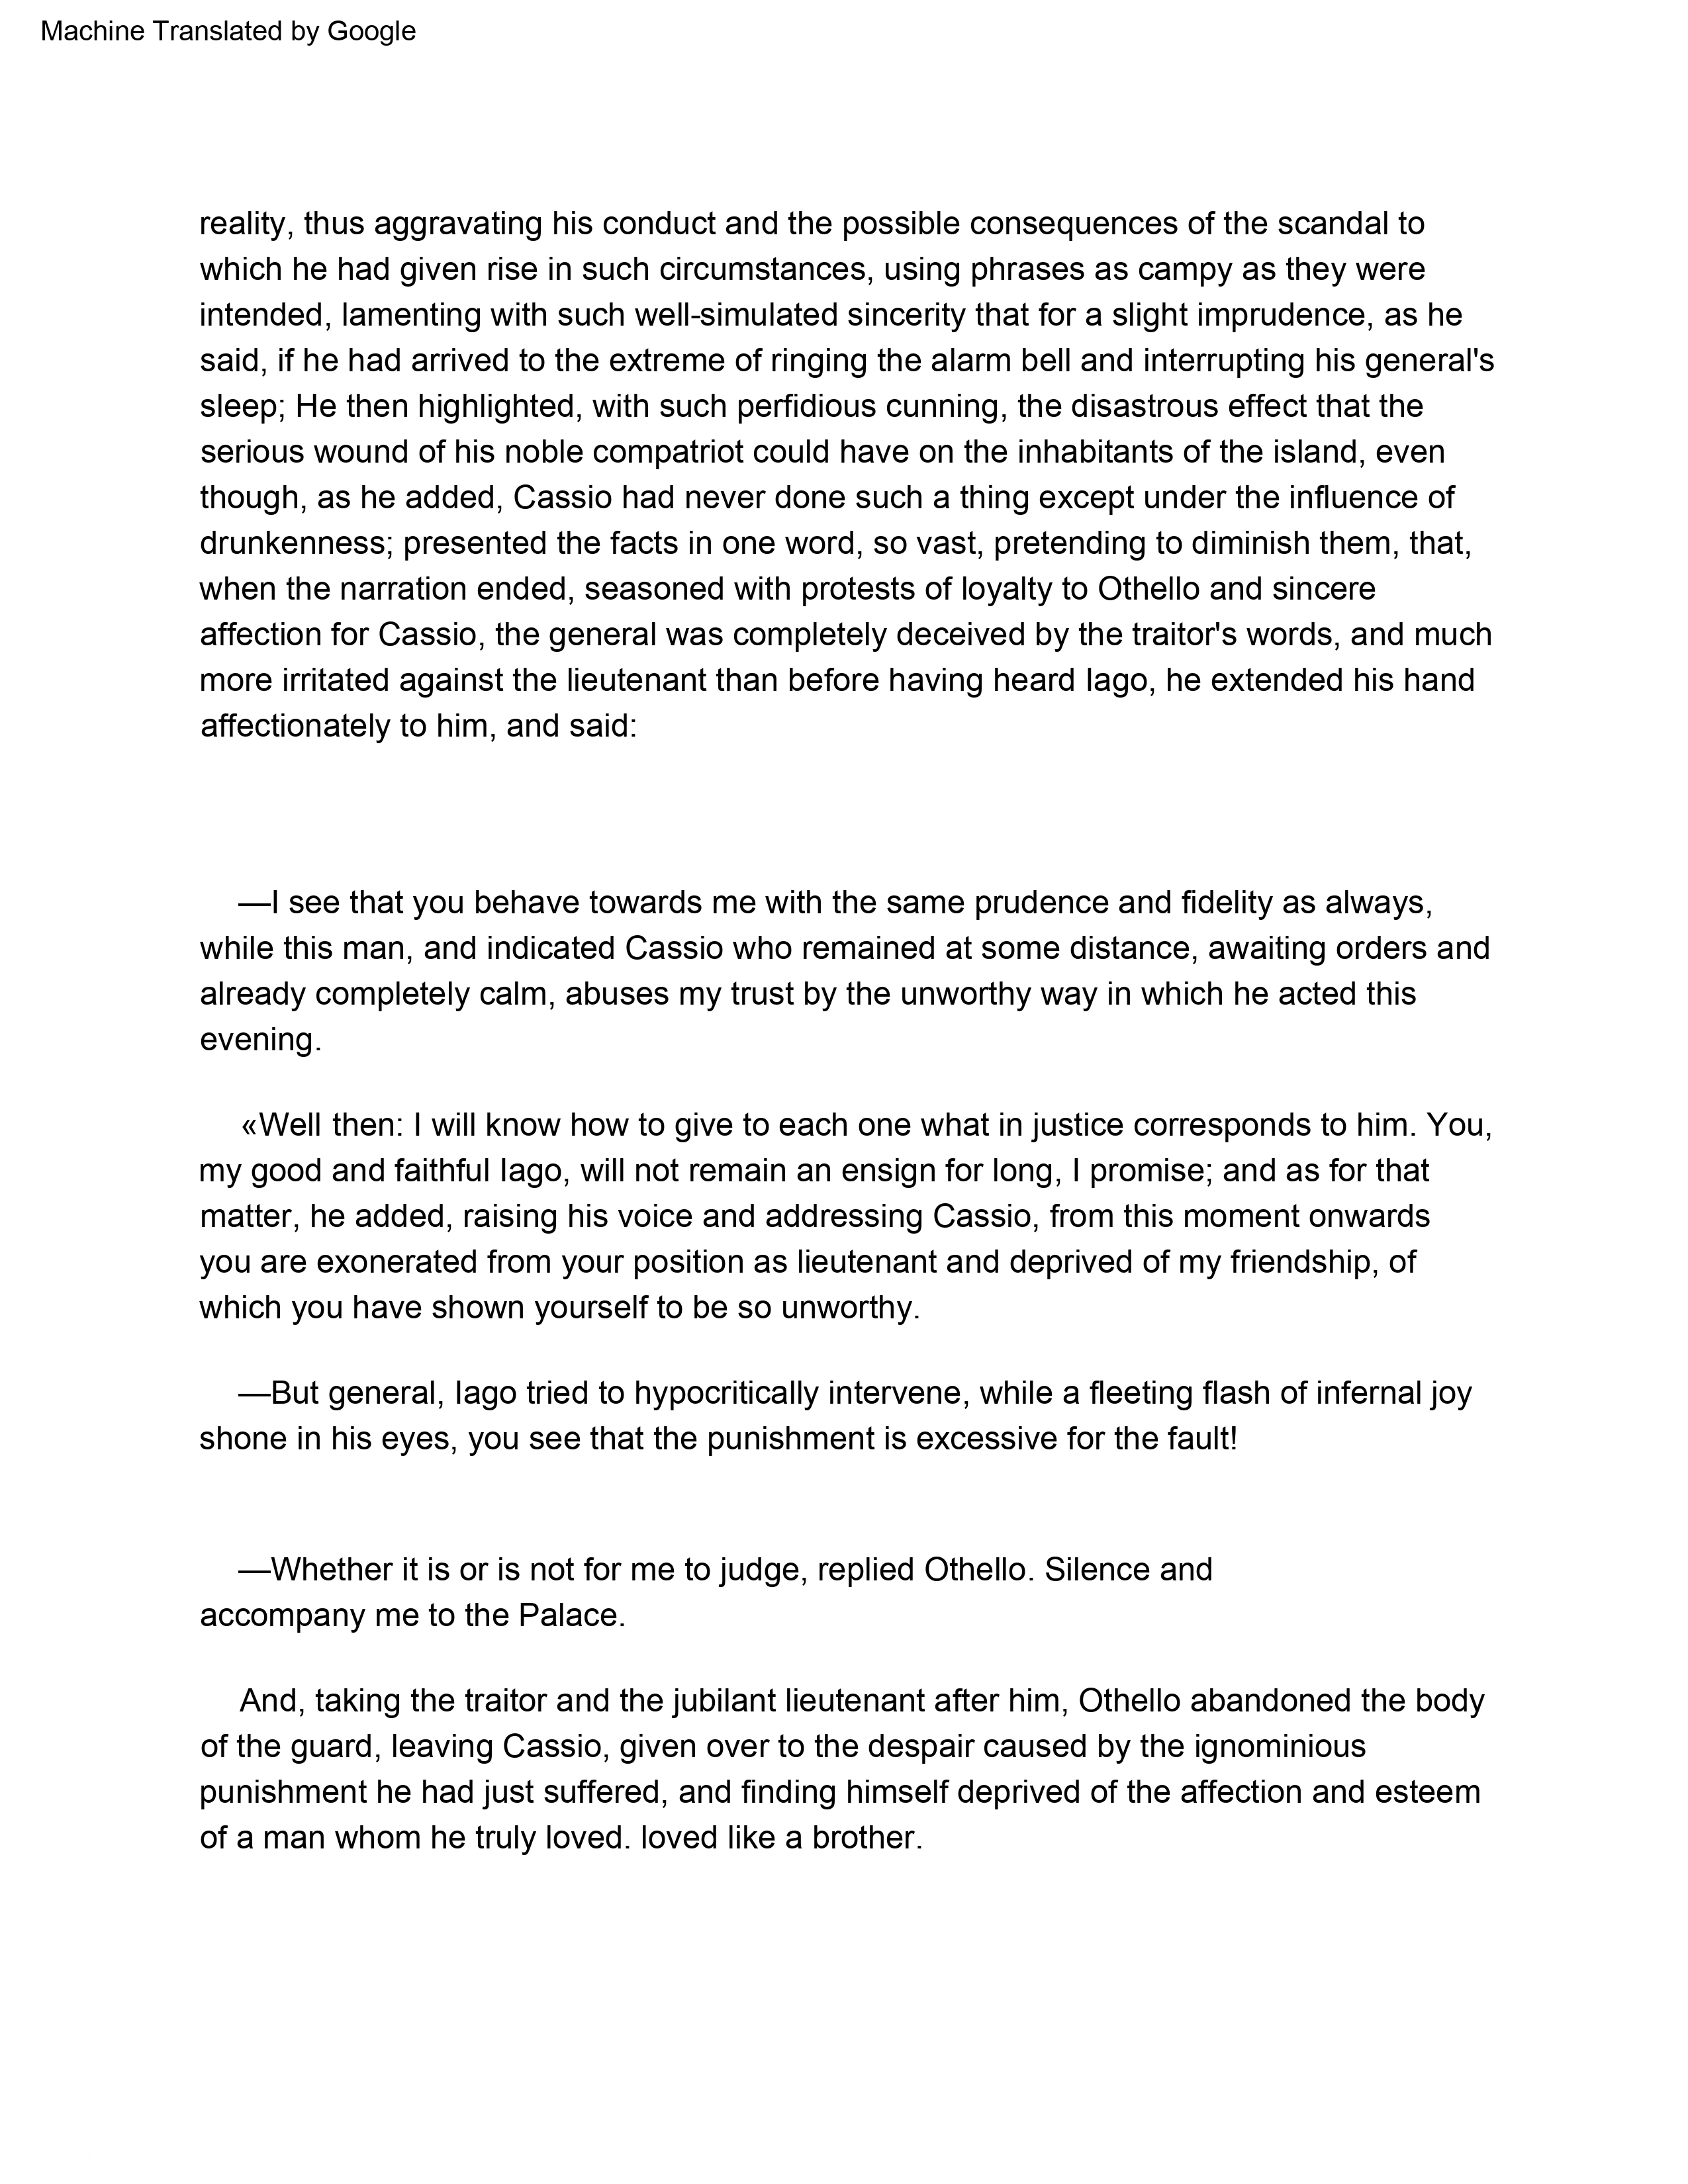 Machine Translated by Google
reality, thus aggravating his conduct and the possible consequences of the scandal to
which he had given rise in such circumstances, using phrases as campy as they were
intended, lamenting with such well-simulated sincerity that for a slight imprudence, as he
said, if he had arrived to the extreme of ringing the alarm bell and interrupting his general's
sleep; He then highlighted, with such perfidious cunning, the disastrous effect that the
serious wound of his noble compatriot could have on the inhabitants of the island, even
though, as he added, Cassio had never done such a thing except under the influence of
drunkenness; presented the facts in one word, so vast, pretending to diminish them, that,
when the narration ended, seasoned with protests of loyalty to Othello and sincere
affection for Cassio, the general was completely deceived by the traitor's words, and much
more irritated against the lieutenant than before having heard Iago, he extended his hand
affectionately to him, and said:
—I see that you behave towards me with the same prudence and fidelity as always,
while this man, and indicated Cassio who remained at some distance, awaiting orders and
already completely calm, abuses my trust by the unworthy way in which he acted this
evening.
«Well then: I will know how to give to each one what in justice corresponds to him. You,
my good and faithful Iago, will not remain an ensign for long, I promise; and as for that
matter, he added, raising his voice and addressing Cassio, from this moment onwards
you are exonerated from your position as lieutenant and deprived of my friendship, of
which you have shown yourself to be so unworthy.
—But general, Iago tried to hypocritically intervene, while a fleeting flash of infernal joy
shone in his eyes, you see that the punishment is excessive for the fault!
—Whether it is or is not for me to judge, replied Othello. Silence and
accompany me to the Palace.
And, taking the traitor and the jubilant lieutenant after him, Othello abandoned the body
of the guard, leaving Cassio, given over to the despair caused by the ignominious
punishment he had just suffered, and finding himself deprived of the affection and esteem
of a man whom he truly loved. loved like a brother.